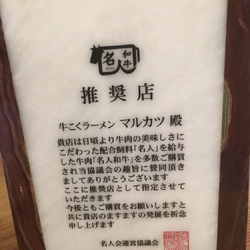 名人 和牛
推奨店
牛こくラーメン マルカツ 殿
貴店は日頃より牛肉の美味しさに
こだわった配合飼料「名人」を給与
した牛肉「名人和牛」を多数ご購買
され当協議会の趣旨に賛同頂き
ましてありがとうございます
ここに推奨店として指定させて
いただきます
今後ともご購買をお願いしますと
共に貴店のますますの発展を祈念
申し上げます
名人会運営協議会